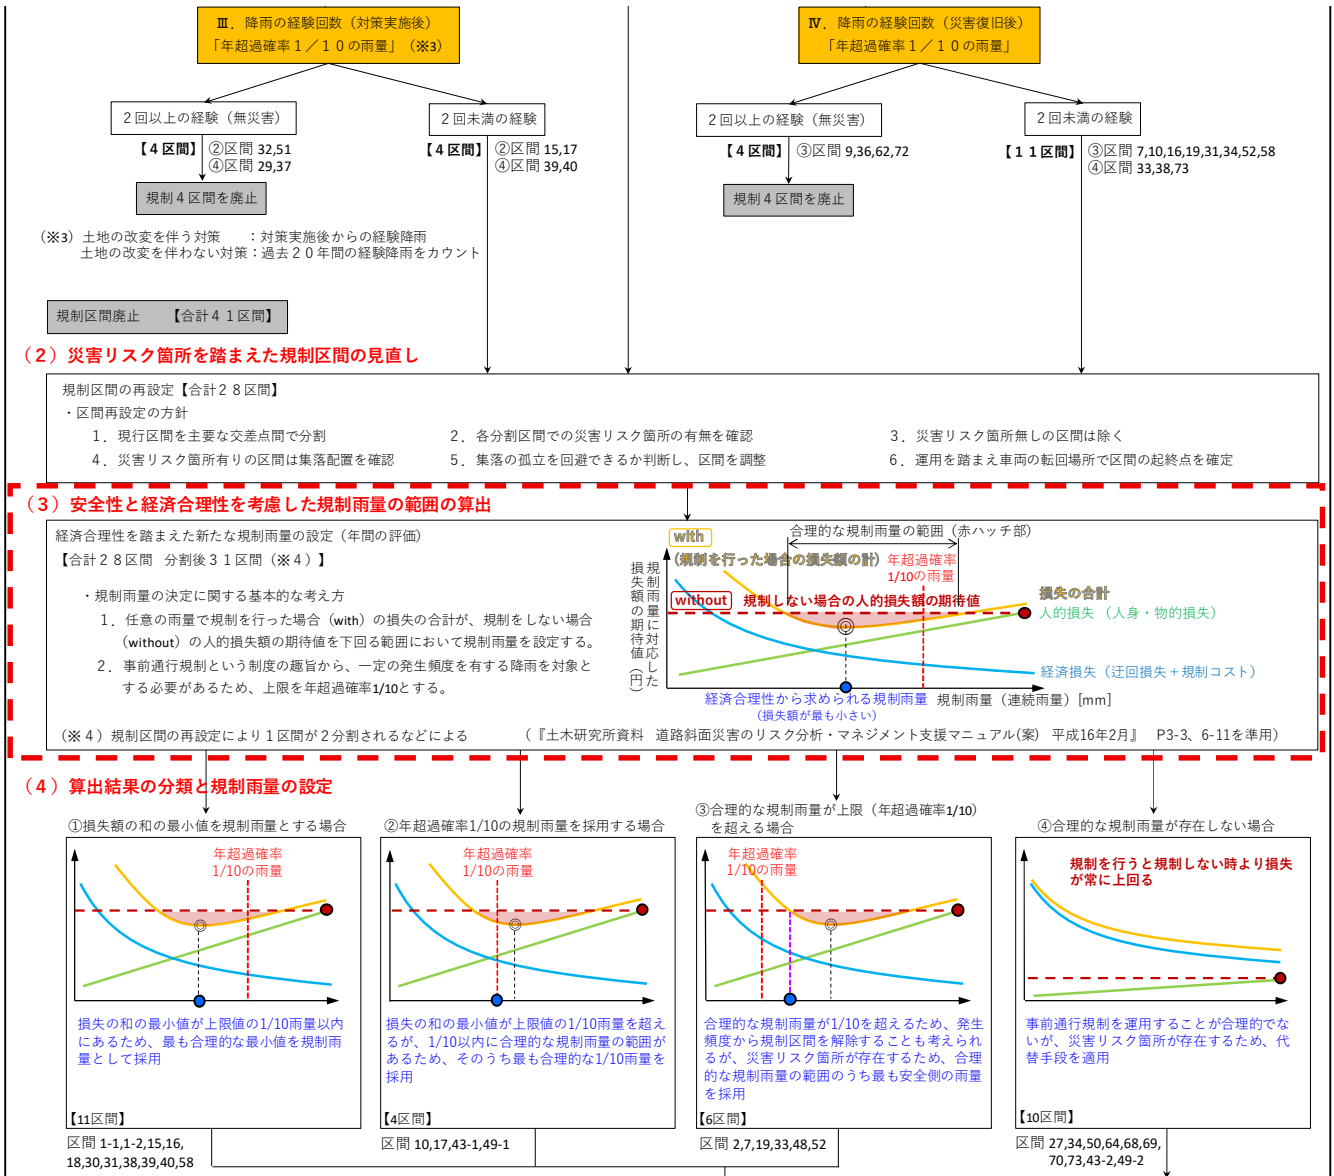 Ⅲ．降雨の経験回数（対策実施後）
「年超過確率１／１０の雨量」（※3）
Ⅳ．降雨の経験回数（災害復旧後）
「年超過確率１／１０の雨量」
２回以上の経験（無災害）
２回未満の経験
２回以上の経験（無災害）
２回未満の経験
【４区間】 ②区間 32,51
④区間 29,37
【４区間】 ②区間 15,17
④区間 39,40
【４区間】 ③区間 9,36,62,72
【１１区間】 ③区間 7,10,16,19,31,34,52,58
④区間 33,38,73
規制４区間を廃止
規制４区間を廃止
（※3）土地の改変を伴う対策　　：対策実施後からの経験降雨
土地の改変を伴わない対策：過去２０年間の経験降雨をカウント
規制区間廃止　　【合計４１区間】
（２）災害リスク箇所を踏まえた規制区間の見直し
規制区間の再設定【合計２８区間】
・区間再設定の方針
１．現行区間を主要な交差点間で分割
２．各分割区間での災害リスク箇所の有無を確認
３．災害リスク箇所無しの区間は除く
４．災害リスク箇所有りの区間は集落配置を確認
５．集落の孤立を回避できるか判断し、区間を調整
６．運用を踏まえ車両の転回場所で区間の起終点を確定
（３）安全性と経済合理性を考慮した規制雨量の範囲の算出
経済合理性を踏まえた新たな規制雨量の設定（年間の評価）
【合計２８区間　分割後３１区間（※４）】
・規制雨量の決定に関する基本的な考え方
１．任意の雨量で規制を行った場合（with）の損失の合計が、規制をしない場合
（without）の人的損失額の期待値を下回る範囲において規制雨量を設定する。
２．事前通行規制という制度の趣旨から、一定の発生頻度を有する降雨を対象と
する必要があるため、上限を年超過確率1/10とする。
（※４）規制区間の再設定により１区間が２分割されるなどによる
合理的な規制雨量の範囲（赤ハッチ部）
with
（規制を行った場合の損失額の計）
年超過確率
1/10の雨量
規制雨量に対応した
損失額の期待値（円）
without 規制しない場合の人的損失額の期待値
損失の合計
人的損失（人身・物的損失）
経済損失（迂回損失＋規制コスト）
経済合理性から求められる規制雨量
（損失額が最も小さい）
規制雨量（連続雨量）[mm]
（『土木研究所資料　道路斜面災害のリスク分析・マネジメント支援マニュアル(案)　平成16年2月』　P3-3、6-11を準用）
（４）算出結果の分類と規制雨量の設定
①損失額の和の最小値を規制雨量とする場合
年超過確率
1/10の雨量
損失の和の最小値が上限値の1/10雨量以内
にあるため、最も合理的な最小値を規制雨
量として採用
【11区間】
区間 1-1,1-2,15,16,
18,30,31,38,39,40,58
②年超過確率1/10の規制雨量を採用する場合
年超過確率
1/10の雨量
損失の和の最小が上限値の1/10雨量を超え
るが、1/10以内に合理的な規制雨量の範囲が
あるため、そのうち最も合理的な1/10雨量を
採用
【4区間】
区間 10,17,43-1,49-1
③合理的な規制雨量が上限（年超過確率1/10）
を超える場合
年超過確率
1/10の雨量
合理的な規制雨量が1/10を超えるため、発生
頻度から規制区間を解除することも考えられ
るが、災害リスク箇所が存在するため、合理
的な規制雨量の範囲のうち最も安全側の雨量
を採用
【6区間】
区間 2,7,19,33,48,52
④合理的な規制雨量が存在しない場合
規制を行うと規制しない時より損失
が常に上回る
事前通行規制を運用することが合理的でな
いが、災害リスク箇所が存在するため、代
替手段を適用
【10区間】
区間 27,34,50,64,68,69,
70,73,43-2,49-2